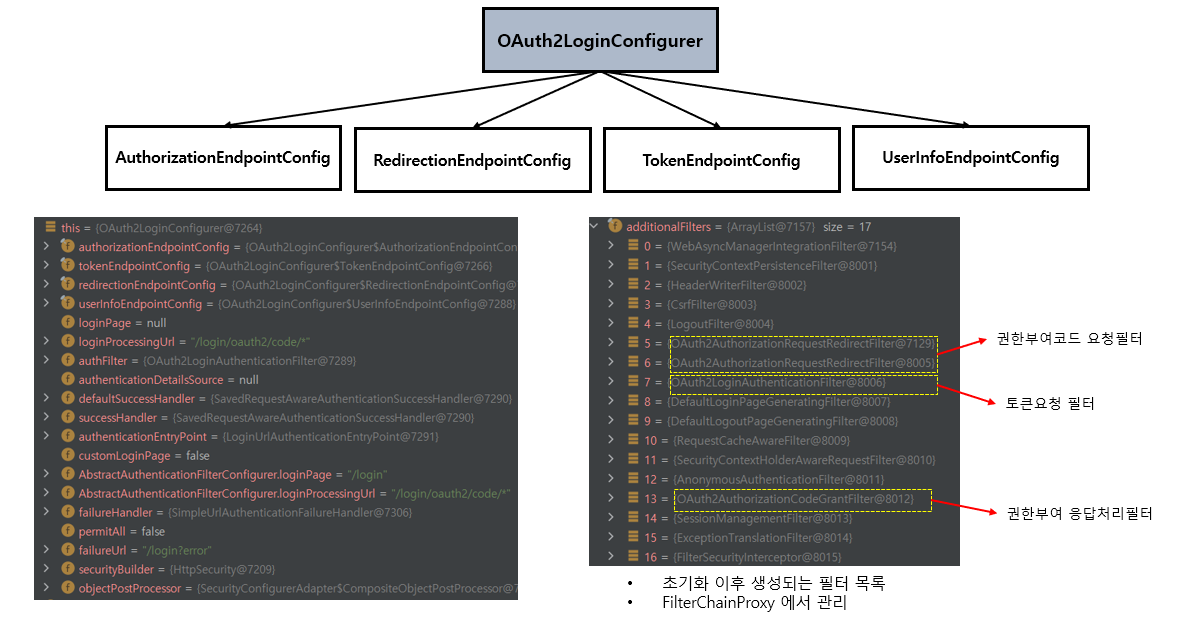 OAuth2LoginConfigurer
AuthorizationEndpointConfig
RedirectionEndpointConfig
TokenEndpointConfig
UserInfoEndpointConfig
this = {OAuth2LoginConfigurer@7264}
authorizationEndpointConfig = {OAuth2LoginConfigurer$AuthorizationEndpointCon
tokenEndpointConfig = {OAuth2LoginConfigurer$TokenEndpointConfig@7266}
redirectionEndpointConfig = {OAuth2LoginConfigurer$RedirectionEndpointConfig@
userInfoEndpointConfig = {OAuth2LoginConfigurer$UserInfoEndpointConfig@7288}
loginPage = null
loginProcessingUrl = "/login/oauth2/code/*"
authFilter = {OAuth2LoginAuthenticationFilter@7289}
authenticationDetailsSource = null
defaultSuccessHandler = {SavedRequestAwareAuthenticationSuccessHandler@7290}
successHandler = {SavedRequestAwareAuthenticationSuccessHandler@7290}
authenticationEntryPoint = {LoginUrlAuthenticationEntryPoint@7291}
customLoginPage = false
AbstractAuthenticationFilterConfigurer.loginPage = "/login"
AbstractAuthenticationFilterConfigurer.loginProcessingUrl = "/login/oauth2/code/*"
failureHandler = {SimpleUrlAuthenticationFailureHandler@7306}
permitAll = false
failureUrl = "/login?error"
securityBuilder = {HttpSecurity@7209}
objectPostProcessor = {SecurityConfigurerAdapter$CompositeObjectPostProcessor@7
additionalFilters = {ArrayList@7157} size = 17
0 = {WebAsyncManagerIntegrationFilter@7154}
1 = {SecurityContextPersistenceFilter@8001}
2 = {HeaderWriterFilter@8002}
3 = {CsrfFilter@8003}
4 = {LogoutFilter@8004}
5 = {OAuth2AuthorizationRequestRedirectFilter@7129}
6 = {OAuth2AuthorizationRequestRedirectFilter@8005}
7 = {OAuth2LoginAuthenticationFilter@8006}
8 = {DefaultLoginPageGeneratingFilter@8007}
9 = {DefaultLogoutPageGeneratingFilter@8008}
10 = {RequestCacheAwareFilter@8009}
11 = {SecurityContextHolderAwareRequestFilter@8010}
12 = {AnonymousAuthenticationFilter@8011}
13 = {OAuth2AuthorizationCodeGrantFilter@8012}
14 = {SessionManagementFilter@8013}
15 = {ExceptionTranslationFilter@8014}
16 = {FilterSecurityInterceptor@8015}
권한부여코드 요청필터
토큰요청 필터
권한부여 응답처리필터
• 초기화 이후 생성되는 필터 목록
• FilterChainProxy 에서 관리